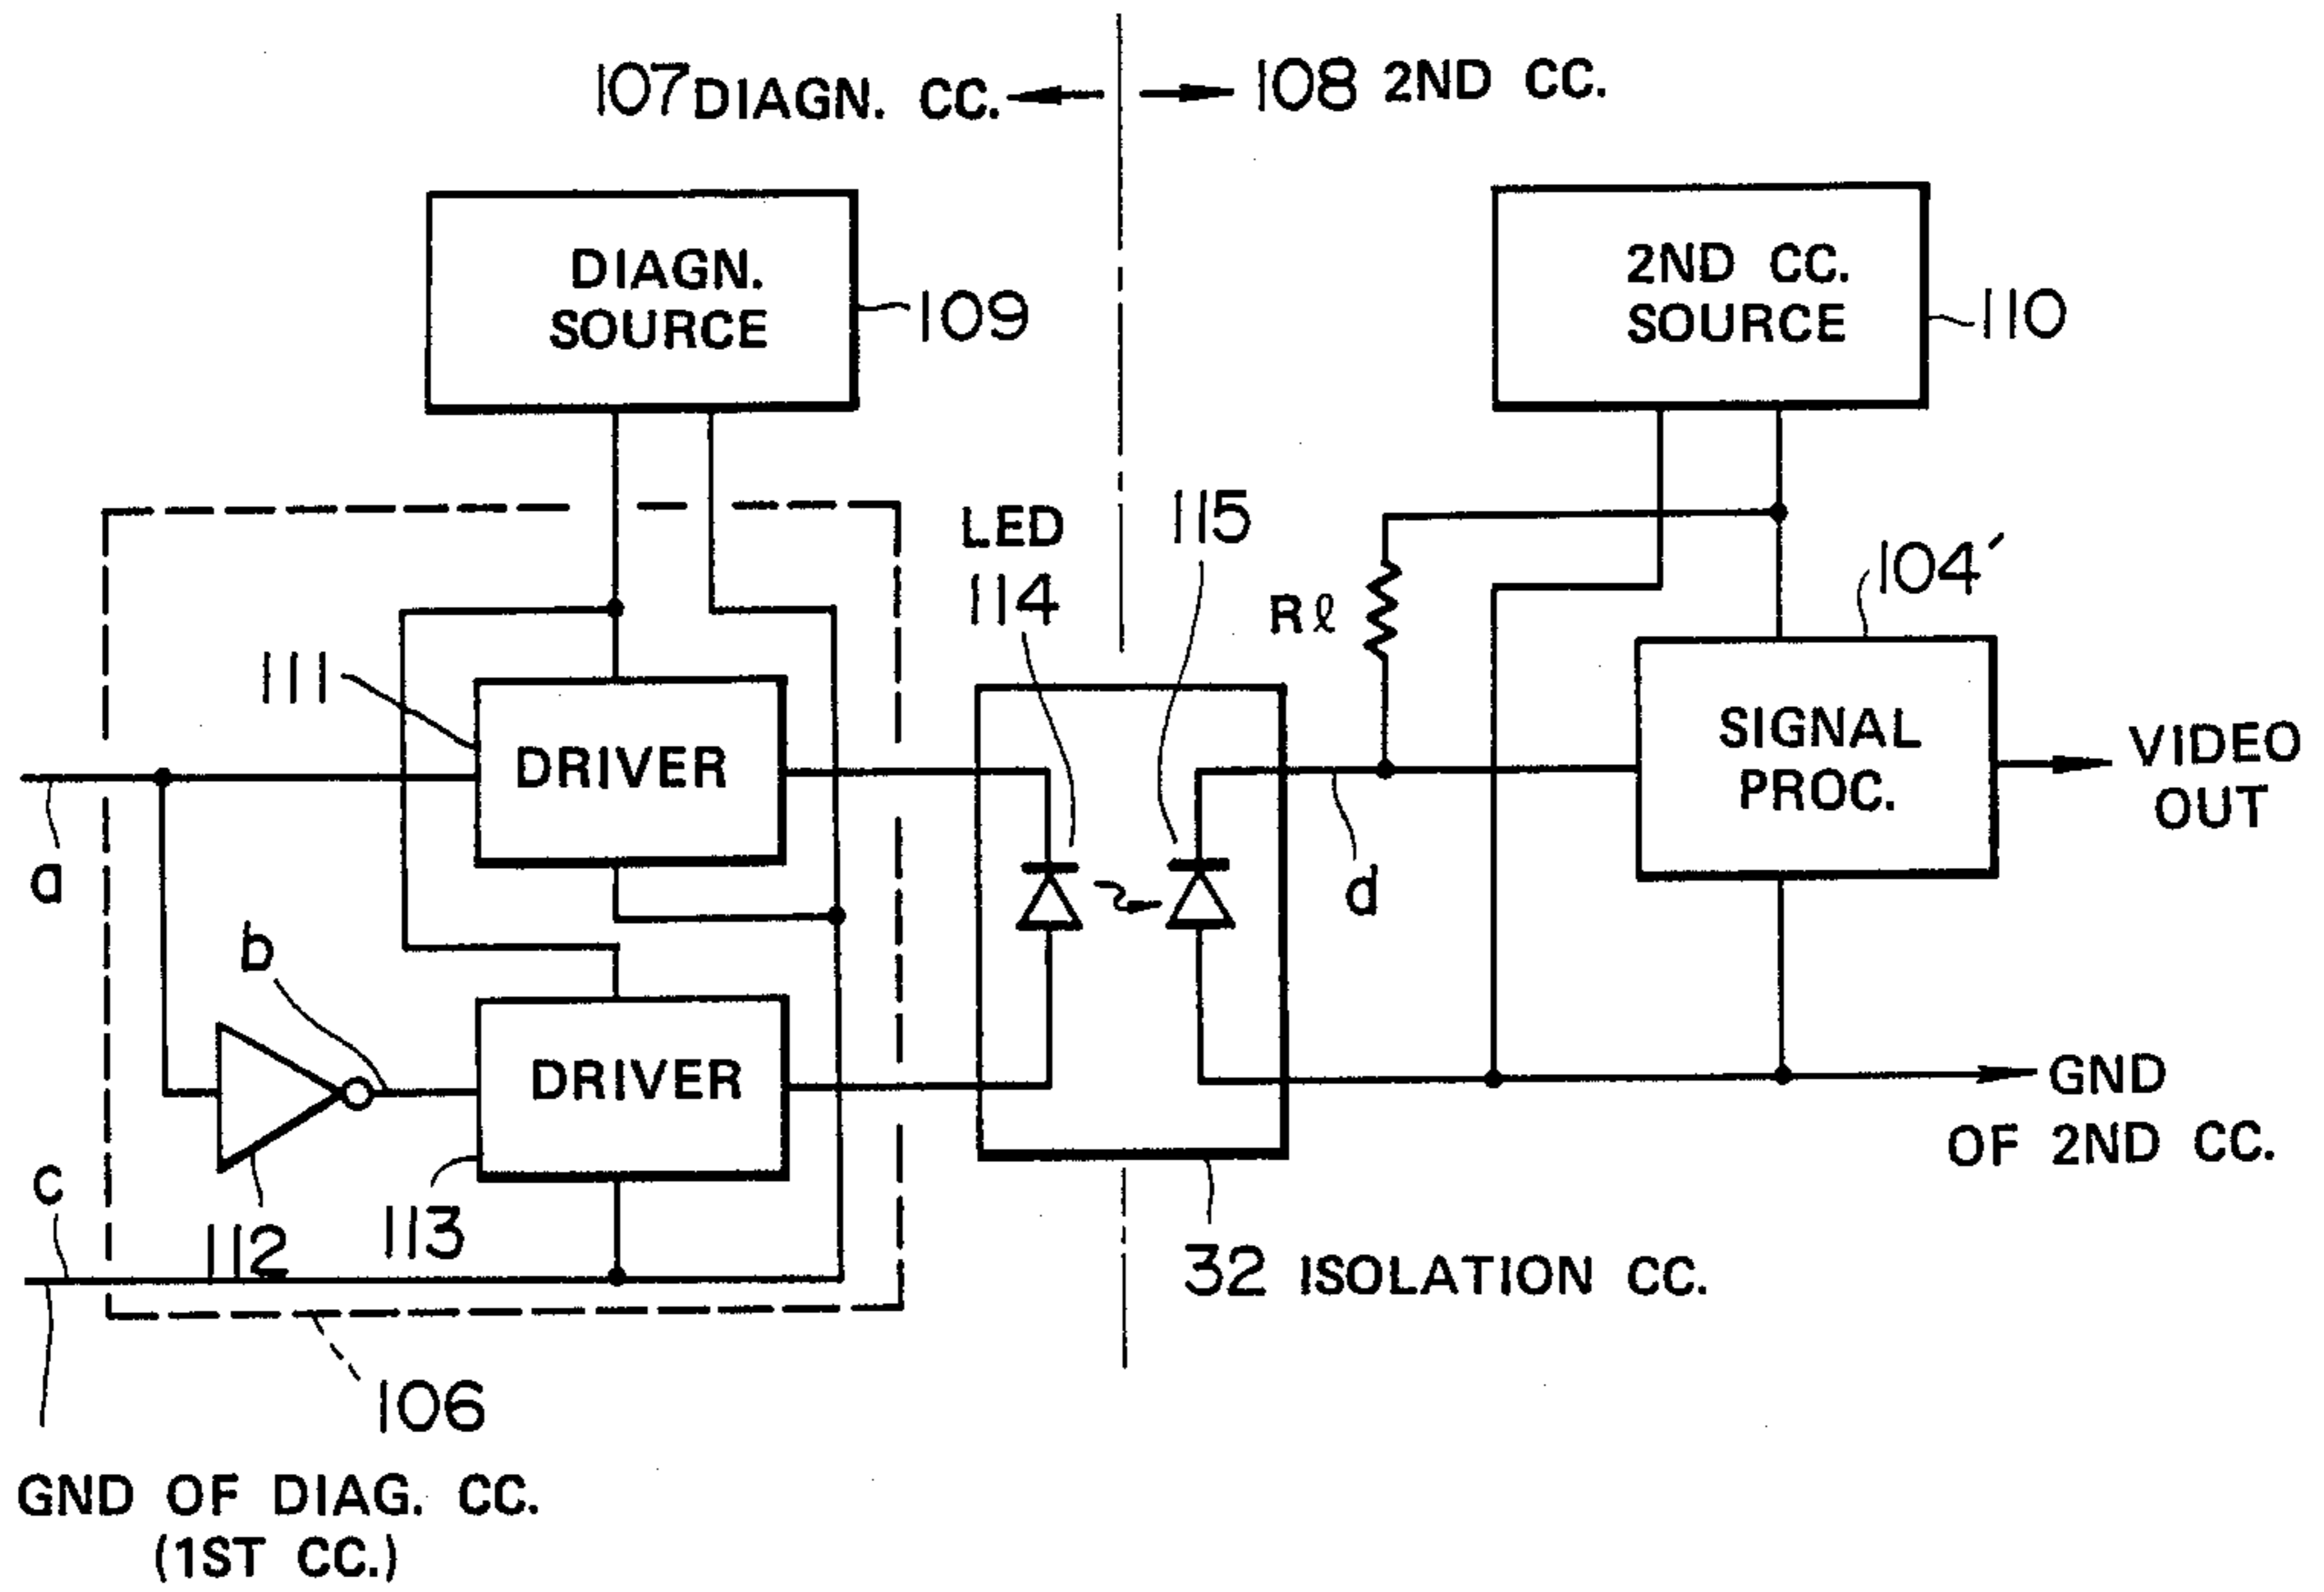 107 DIAGN. CC.
108 2ND CC.
DIAGN.
SOURCE
109
2ND CC.
SOURCE
110
LED
114
115
Rℓ
104′
111
DRIVER
SIGNAL
PROC.
VIDEO
OUT
a
b
d
DRIVER
GND
OF 2ND CC.
c
112
113
32 ISOLATION CC.
106
GND OF DIAG. CC.
(1ST CC.)